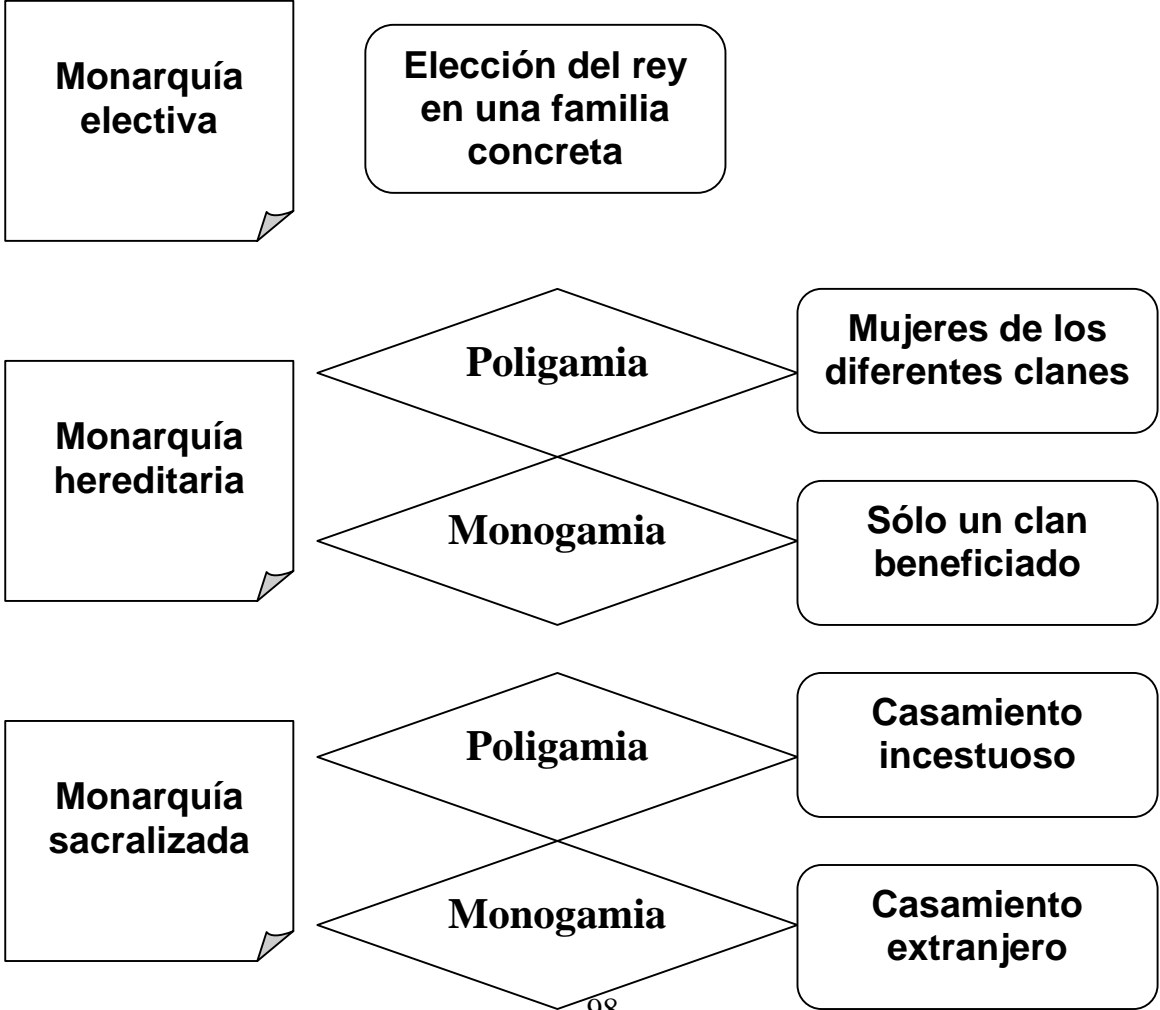 Monarquía
electiva
Elección del rey
en una familia
concreta
Monarquía
hereditaria
Poligamia
Mujeres de los
diferentes clanes
Monogamia
Sólo un clan
beneficiado
Monarquía
sacralizada
Poligamia
Casamiento
incestuoso
Monogamia
Casamiento
extranjero
98